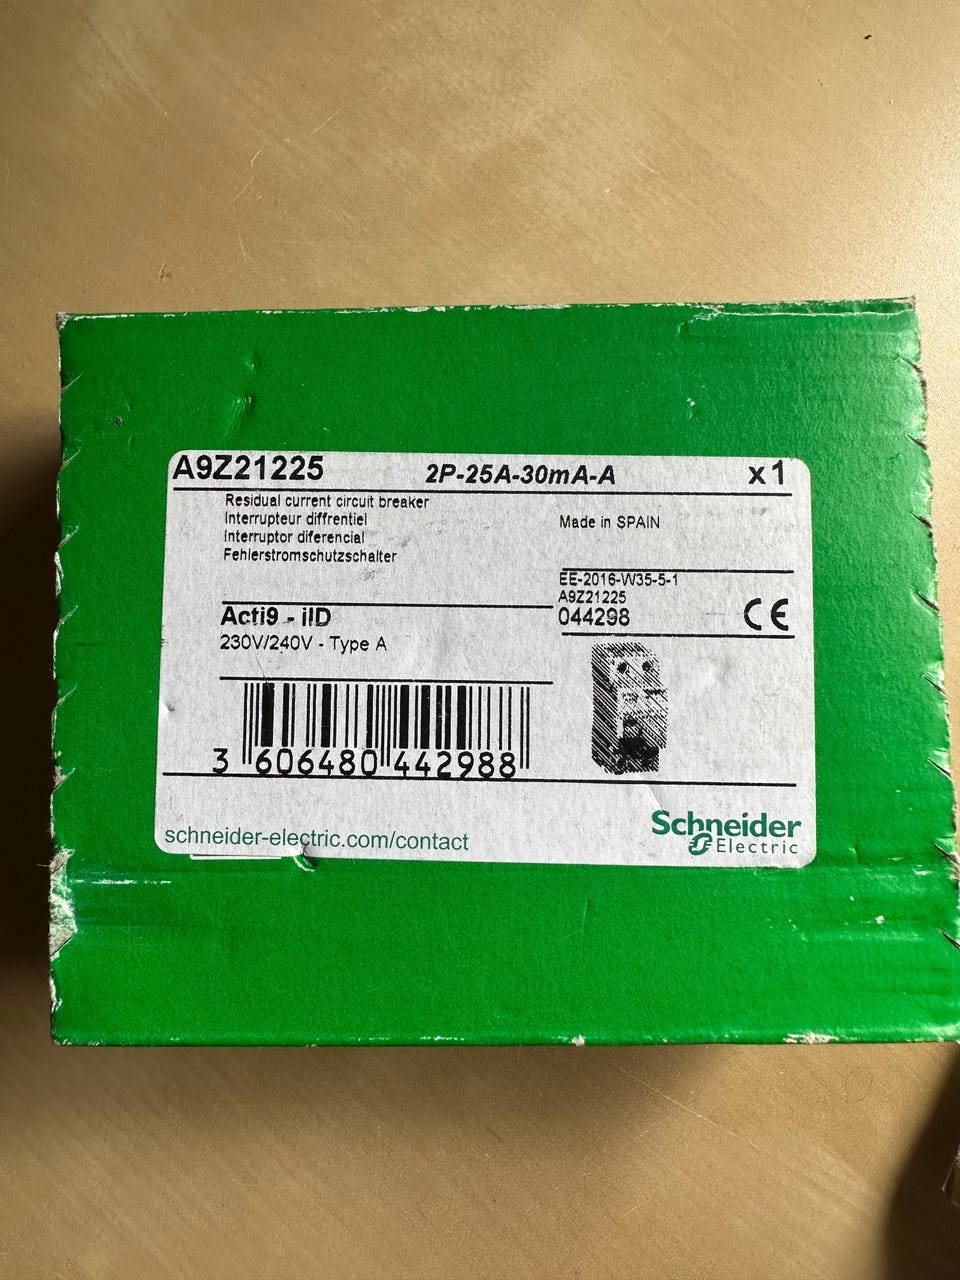 A9Z21225 2P-25A-30mA-A x1
Residual current circuit breaker
Interrupteur diffrentiel
Interruptor diferencial
Fehlerstromschutzschalter
Made in SPAIN
EE-2016-W35-5-1
A9Z21225
044298
CE
Acti9 - iID
230V/240V - Type A
3 606480 442988
schneider-electric.com/contact
Schneider
Electric